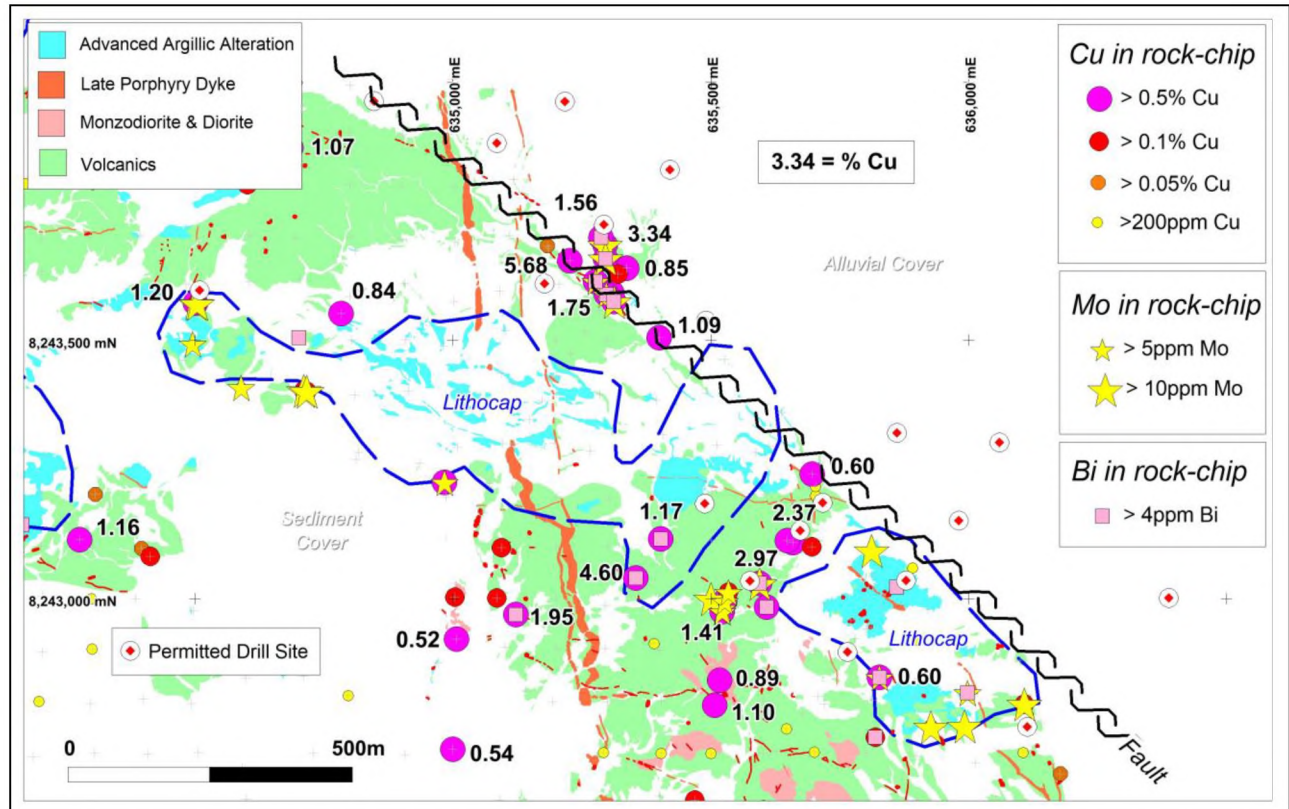 Advanced Argillic Alteration
Late Porphyry Dyke
Monzodiorite & Diorite
Volcanics
635,000 mE
635,500 mE
636,000 mE
3.34 = % Cu
Cu in rock-chip
> 0.5% Cu
> 0.1% Cu
> 0.05% Cu
>200ppm Cu
Mo in rock-chip
> 5ppm Mo
> 10ppm Mo
Bi in rock-chip
> 4ppm Bi
1.07
1.56
3.34
5.68
0.85
Alluvial Cover
1.20
0.84
1.75
1.09
8,243,500 mN
Lithocap
0.60
Sediment
Cover
1.16
1.17
2.37
4.60
2.97
8,243,000 mN
1.95
1.41
0.52
Lithocap
Permitted Drill Site
0.89
0.60
1.10
0.54
Fault
0
500m